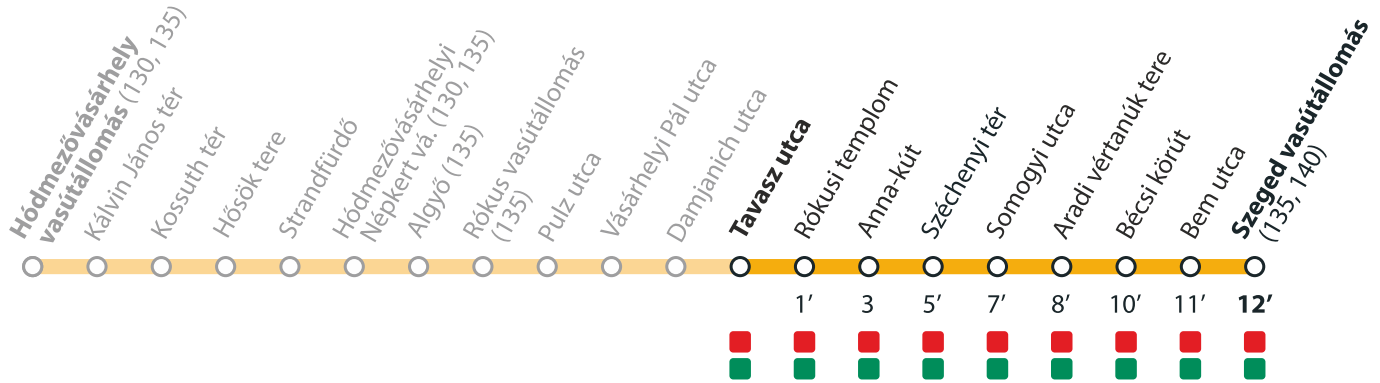 Hódmezővásárhely
vasútállomás (130, 135)
Kálvin János tér
Kossuth tér
Hősök tere
Strandfürdő
Hódmezővásárhelyi
Népkert vá. (130, 135)
Algyő (135)
Rókus vasútállomás
(135)
Pulz utca
Vásárhelyi Pál utca
Damjanich utca
Tavasz utca
Rókusi templom
Anna-kút
Széchenyi tér
Somogyi utca
Aradi vértanúk tere
Bécsi körút
Bem utca
Szeged vasútállomás
(135, 140)
1’ 3 5’ 7’ 8’ 10’ 11’ 12’